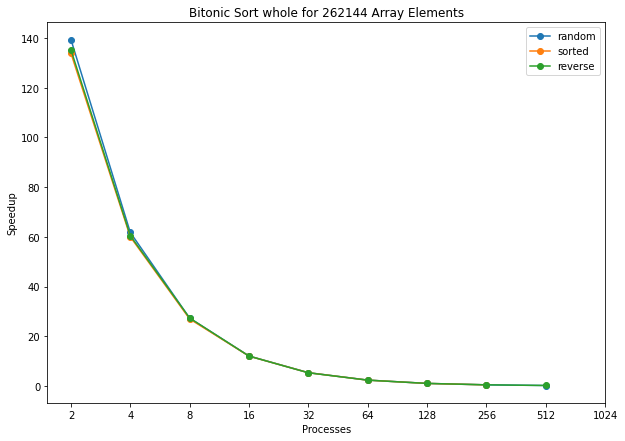 Bitonic Sort whole for 262144 Array Elements
random
sorted
reverse
140
120
100
80
60
40
20
0
Speedup
2 4 8 16 32 64 128 256 512 1024
Processes